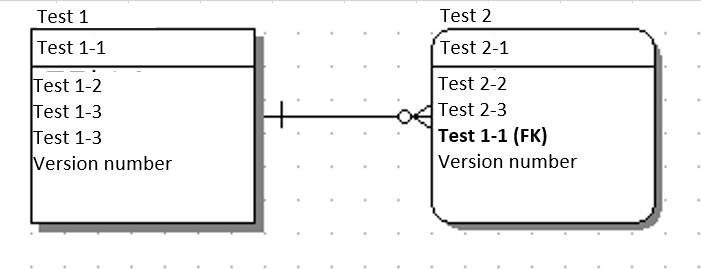 Test 1
Test 1-1
Test 1-2
Test 1-3
Test 1-3
Version number
Test 2
Test 2-1
Test 2-2
Test 2-3
Test 1-1 (FK)
Version number